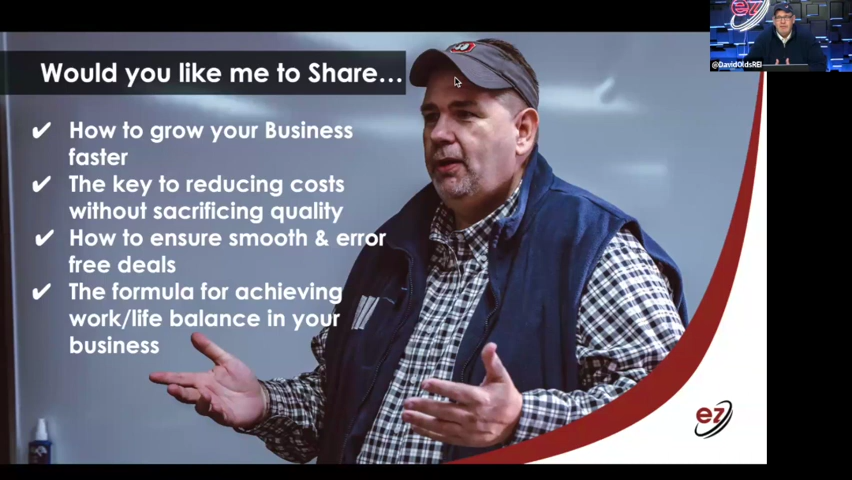 ez
@DavidOldsREI
Would you like me to Share...
✔ How to grow your Business
faster
✔ The key to reducing costs
without sacrificing quality
✔ How to ensure smooth & error
free deals
✔ The formula for achieving
work/life balance in your
business
ez